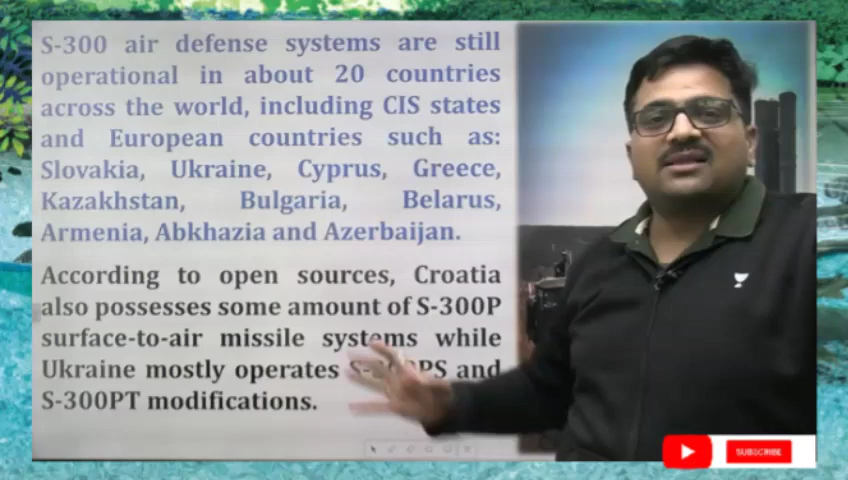 S-300 air defense systems are still
operational in about 20 countries
across the world, including CIS states
and European countries such as:
Slovakia, Ukraine, Cyprus, Greece,
Kazakhstan, Bulgaria, Belarus,
Armenia, Abkhazia and Azerbaijan.
According to open sources, Croatia
also possesses some amount of S-300P
surface-to-air missile systems while
Ukraine mostly operates and
S-300PT modifications.
SUBSCRIBE